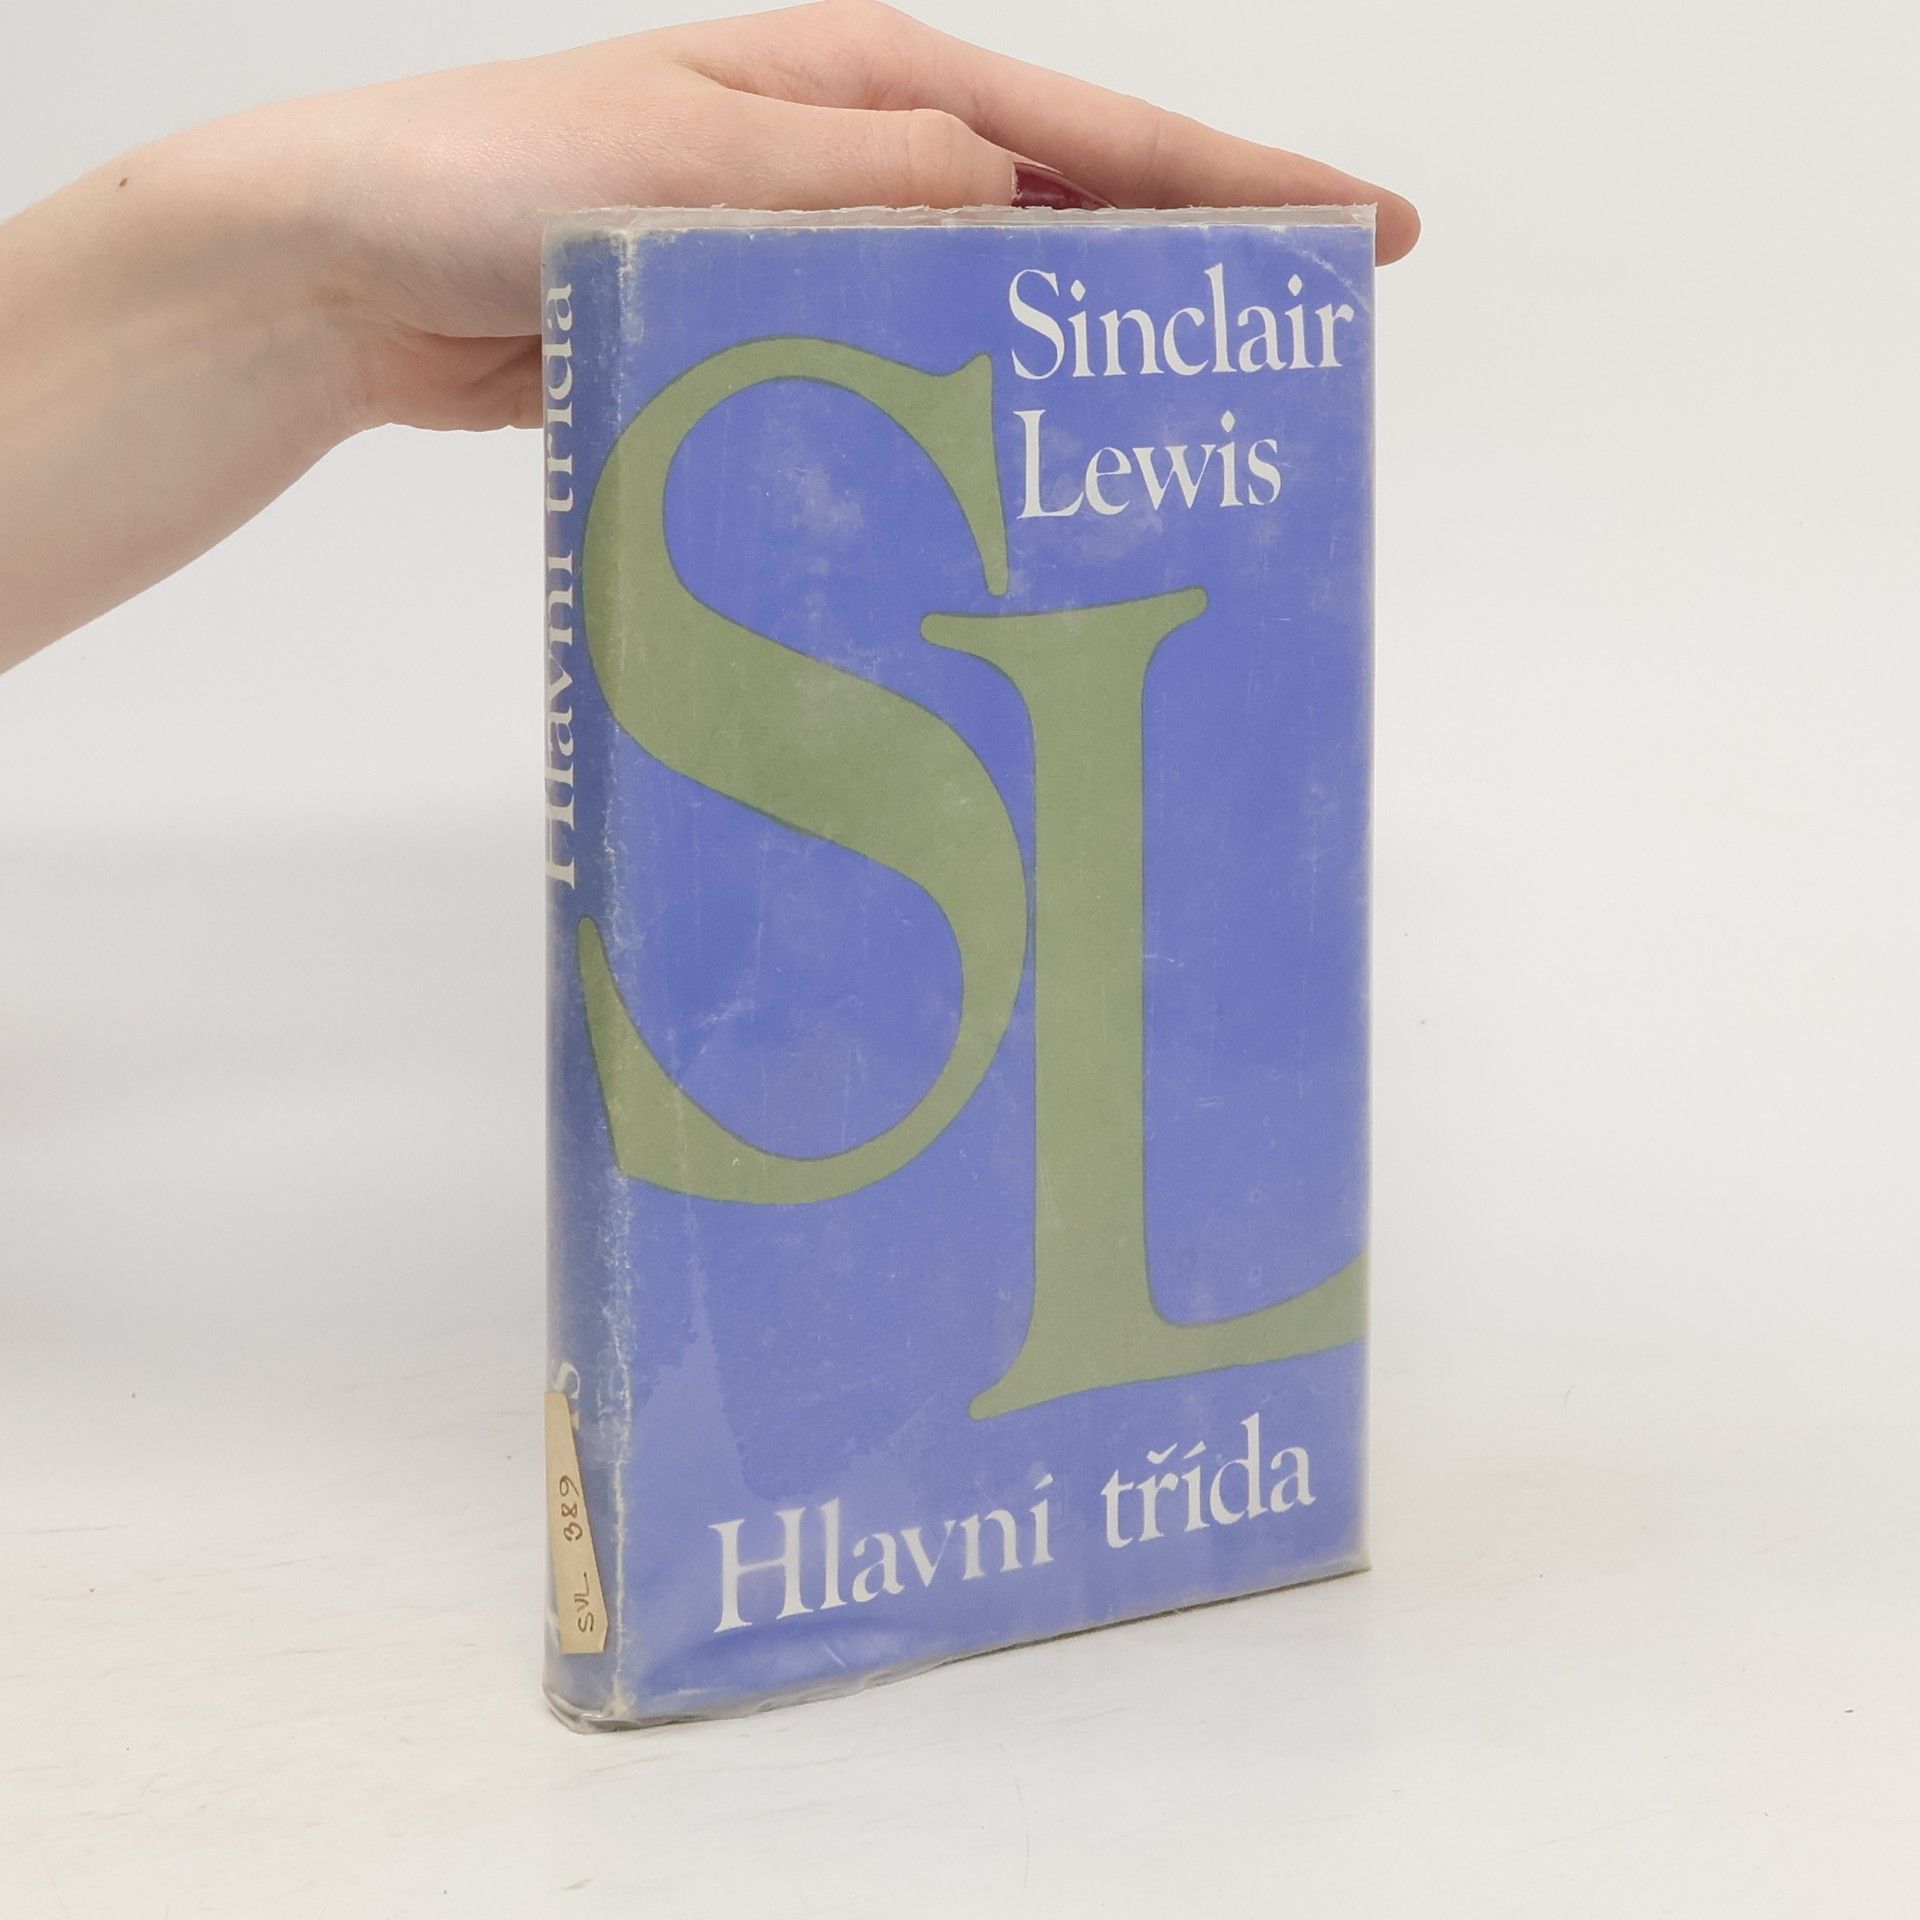 Sinclair
Lewis
SL
Hlavní třída
Hlavní třída
SVL 389